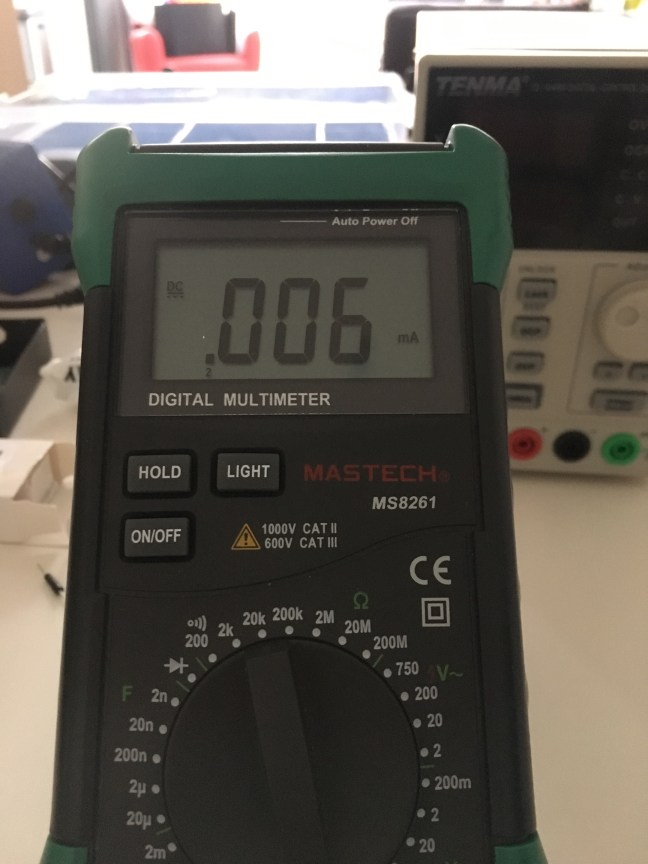 TENMA
Auto Power Off
DC
.006
mA
2
DIGITAL MULTIMETER
HOLD
LIGHT
MASTECH®
MS8261
ON/OFF
1000V CAT II
600V CAT III
CE
Ω
200
2k
20k
200k
2M
20M
200M
750
V~
200
20
2
200m
2
20
F
2n
20n
200n
2µ
20µ
2m